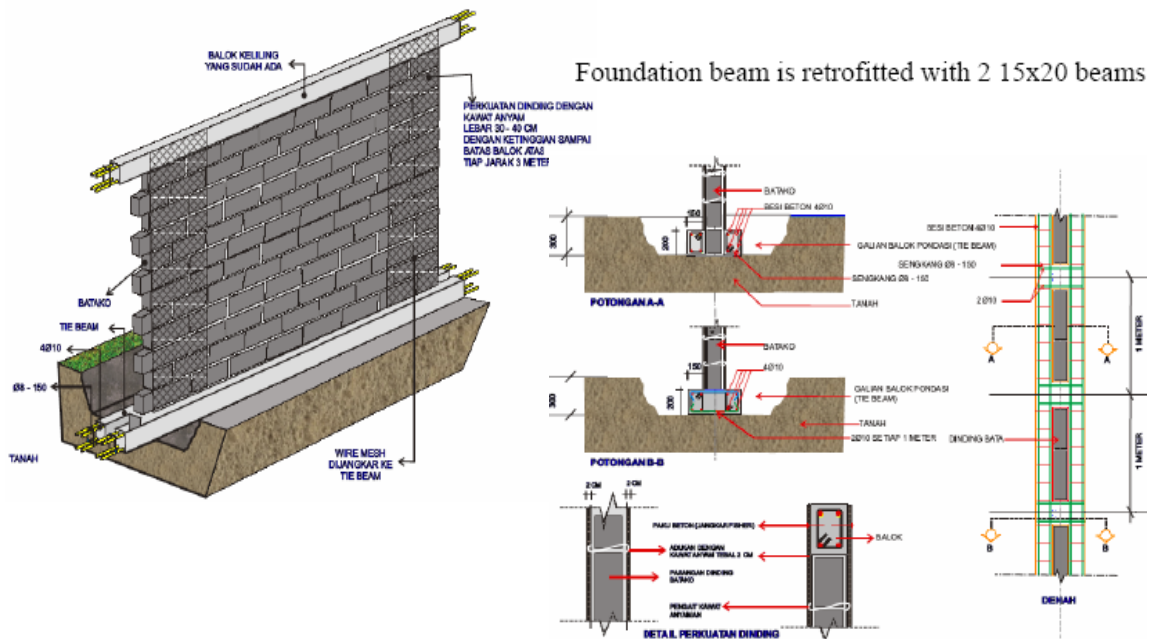 BALOK KELILING
YANG SUDAH ADA
PERKUATAN DINDING DENGAN
KAWAT ANYAM
LEBAR 30 - 40 CM
DENGAN KETINGGIAN SAMPAI
BATAS BALOK ATAS
TIAP JARAK 3 METER
BATAKO
TIE BEAM
4Ø10
Ø8 - 150
TANAH
WIRE MESH
DIJANGKAR KE
TIE BEAM
Foundation beam is retrofitted with 2 15x20 beams
BATAKO
150
BESI BETON 4Ø10
300
200
GALIAN BALOK PONDASI (TIE BEAM)
SENGKANG Ø8 - 150
POTONGAN A-A
TANAH
BATAKO
150
4Ø10
300
200
GALIAN BALOK PONDASI
(TIE BEAM)
TANAH
2Ø10 SETIAP 1 METER
POTONGAN B-B
2 CM
2 CM
PAKU BETON (JANGKAR FISHER)
BALOK
ADUKAN DENGAN
KAWAT ANYAM TEBAL 2 CM
PASANGAN DINDING
BATAKO
PENGAIT KAWAT
ANYAMAN
DETAIL PERKUATAN DINDING
BESI BETON 4Ø10
SENGKANG Ø8 - 150
2Ø10
1 METER
A
A
DINDING BATA
1 METER
B
B
DENAH